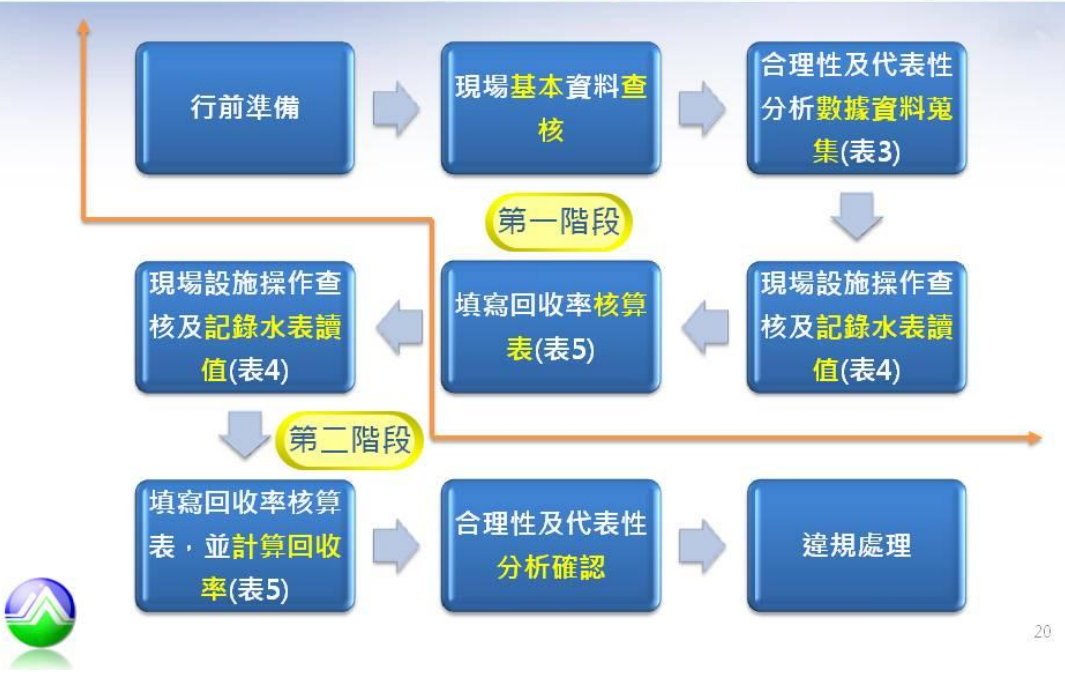 行前準備
現場基本資料查
核
合理性及代表性
分析數據資料蒐
集(表3)
第一階段
現場設施操作查
核及記錄水表讀
值(表4)
填寫回收率核算
表(表5)
現場設施操作查
核及記錄水表讀
值(表4)
第二階段
填寫回收率核算
表，並計算回收
率(表5)
合理性及代表性
分析確認
違規處理
20